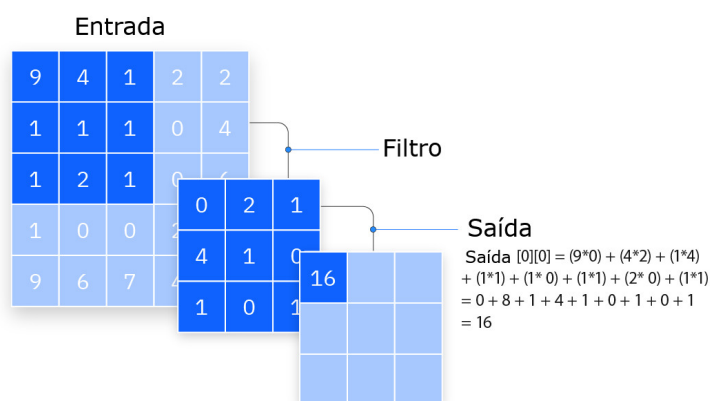 Entrada
9 4 1 2 2
1 1 1 0 4
1 2 1 0
1 0 0
9 6 7
Filtro
0 2 1
4 1 0
1 0 1
Saída
16
Saída [0][0] = (9*0) + (4*2) + (1*4)
+ (1*1) + (1* 0) + (1*1) + (2* 0) + (1*1)
= 0 + 8 + 1 + 4 + 1 + 0 + 1 + 0 + 1
= 16